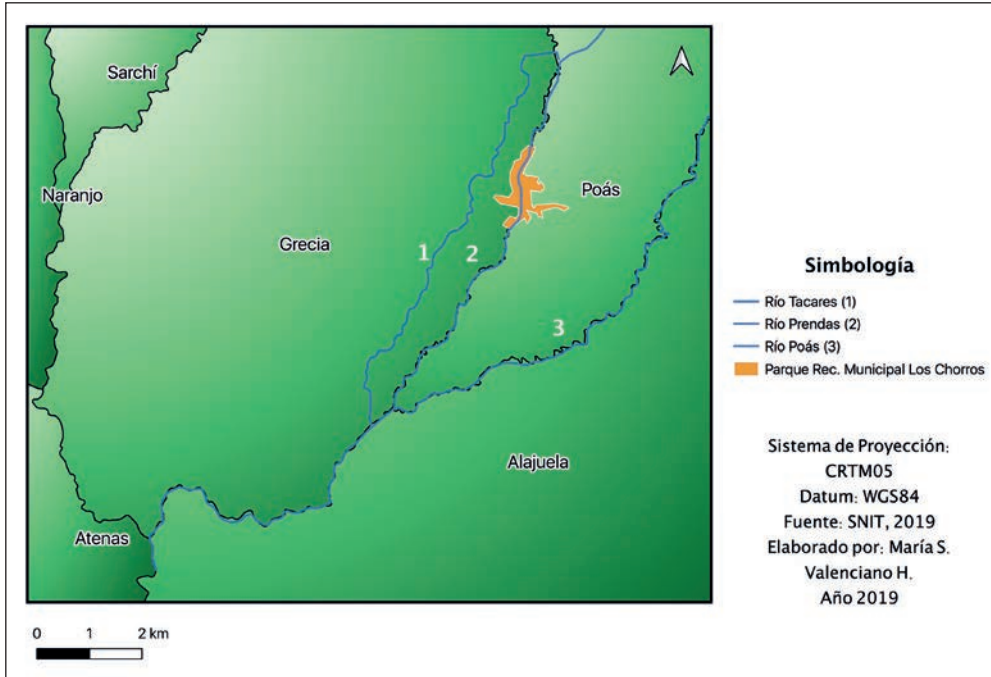 Sarchí
Naranjo
Poás
Grecia
1
2
3
Alajuela
Atenas
0 1 2 km
Simbología
Río Tacares (1)
Río Prendas (2)
Río Poás (3)
Parque Rec. Municipal Los Chorros
Sistema de Proyección:
CRTM05
Datum: WGS84
Fuente: SNIT, 2019
Elaborado por: María S.
Valenciano H.
Año 2019